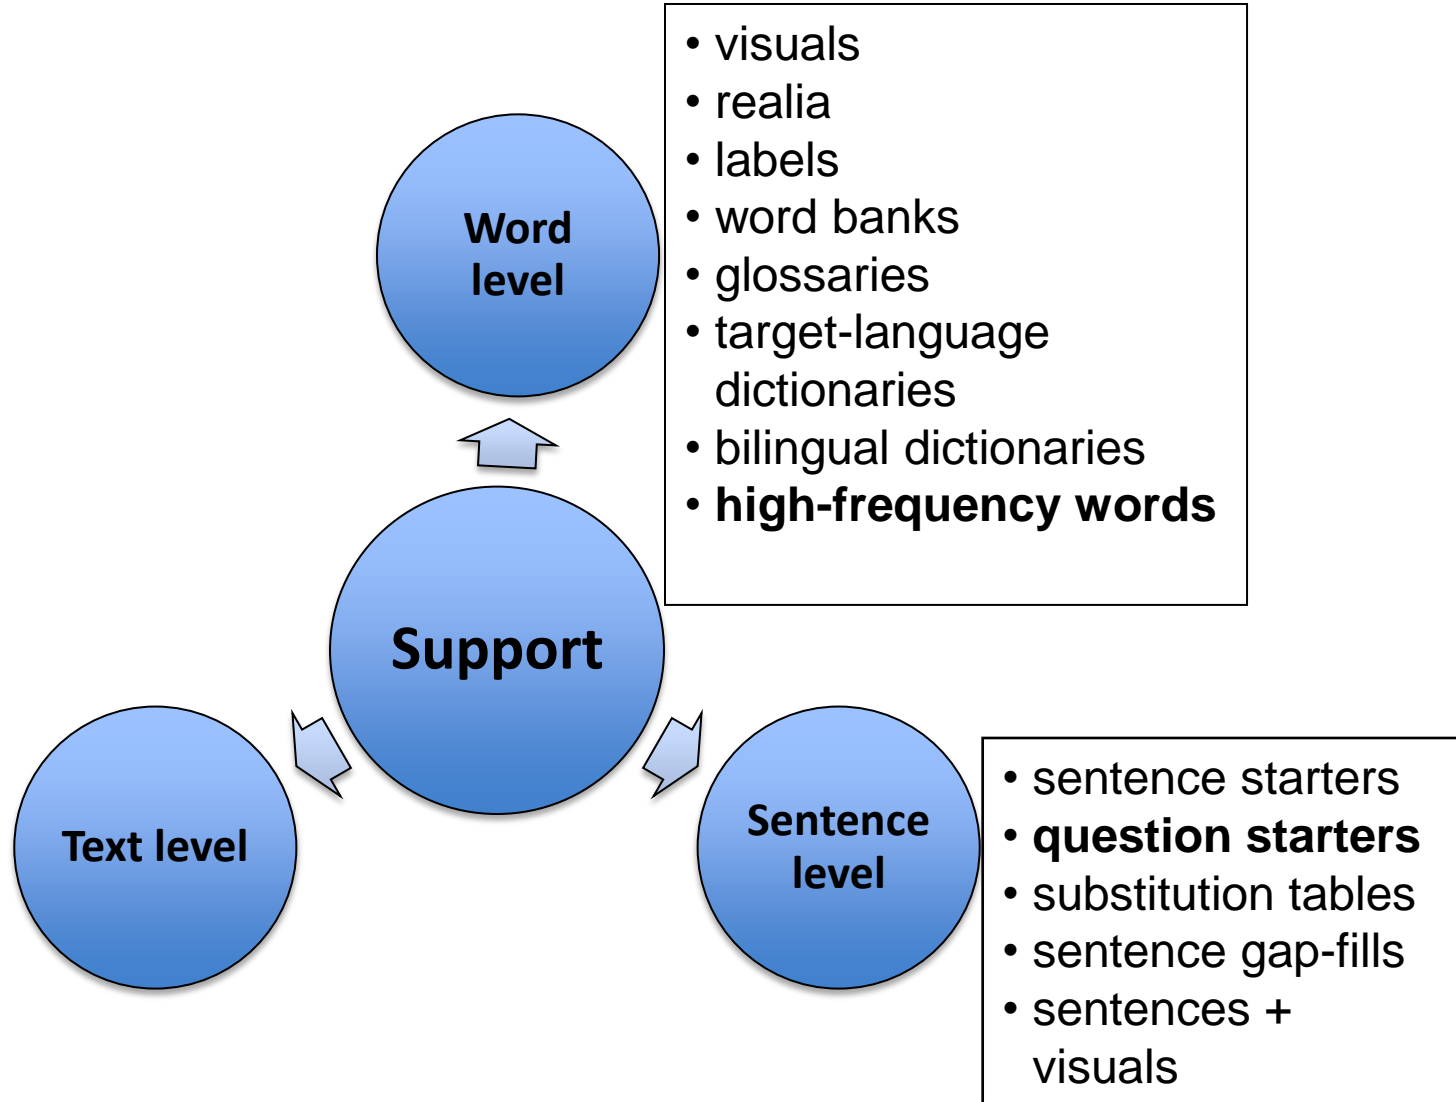 • visuals
• realia
• labels
• word banks
• glossaries
• target-language
dictionaries
• bilingual dictionaries
• high-frequency words
Word
level
Support
Text level
Sentence
level
• sentence starters
• question starters
• substitution tables
• sentence gap-fills
• sentences +
visuals